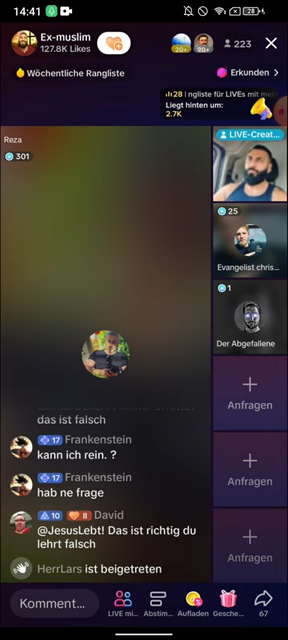 14:41
28
Ex-muslim
127.8K Likes
20+
20+
223
Wöchentliche Rangliste
Erkunden
28 | ngliste für LIVEs mit
Liegt hinten um:
2.7K
Reza
301
LIVE-Creat...
25
Evangelist chris...
1
Der Abgefallene
Anfragen
Anfragen
Anfragen
das ist falsch
17 Frankenstein
kann ich rein. ?
17 Frankenstein
hab ne frage
10 II David
@JesusLebt! Das ist richtig du
lehrt falsch
HerrLars ist beigetreten
Komment...
LIVE mi...
Abstim...
Aufladen
Gesche...
67